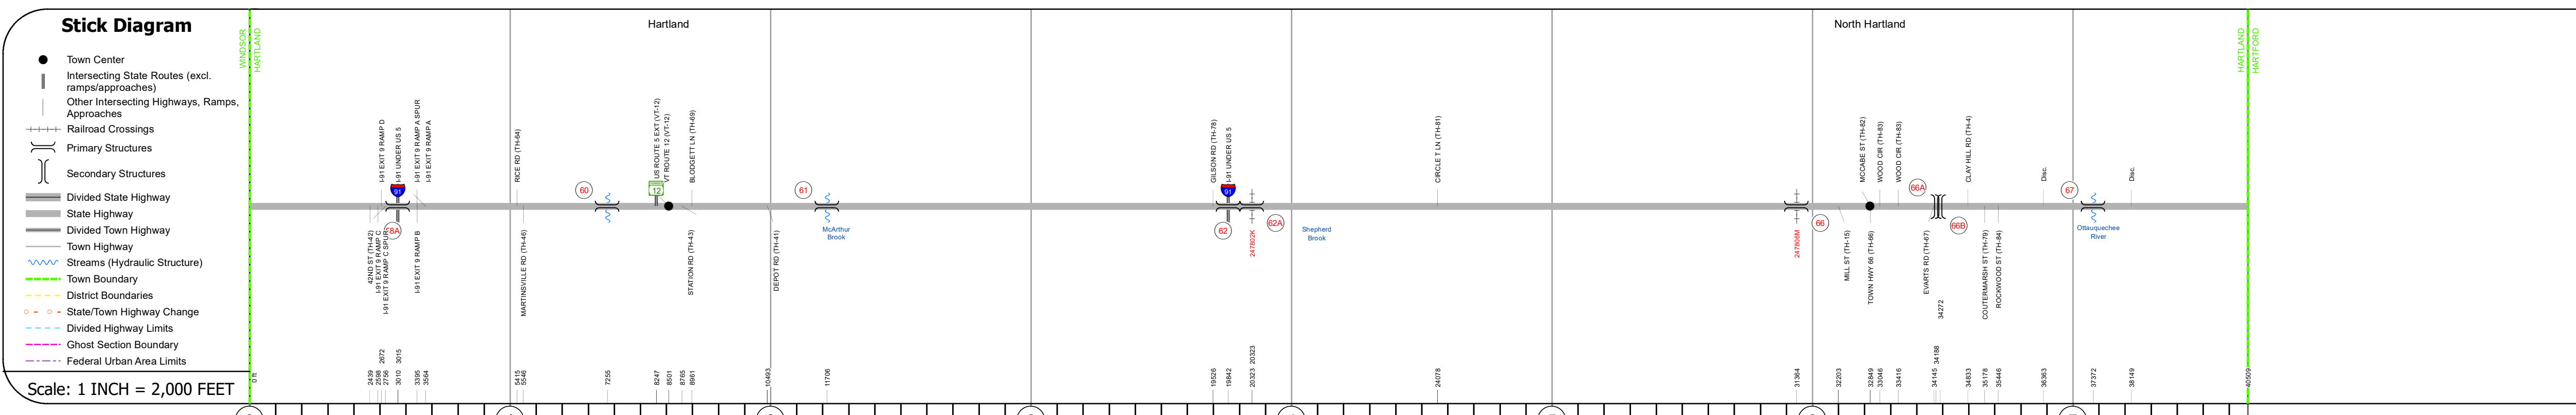 Stick Diagram
Town Center
Intersecting State Routes (excl.
ramps/approaches)
Other Intersecting Highways, Ramps,
Approaches
Railroad Crossings
Primary Structures
Secondary Structures
Divided State Highway
State Highway
Divided Town Highway
Town Highway
Streams (Hydraulic Structure)
Town Boundary
District Boundaries
State/Town Highway Change
Divided Highway Limits
Ghost Section Boundary
Federal Urban Area Limits
Scale: 1 INCH = 2,000 FEET
WINDSOR
HARTLAND
Hartland
North Hartland
HARTLAND
HARTFORD
I-91 EXIT 9 RAMP D
I-91 UNDER US 5
I-91 EXIT 9 RAMP A SPUR
I-91 EXIT 9 RAMP A
RICE RD (TH-64)
US ROUTE 5 EXT (VT-12)
VT ROUTE 12 (VT-12)
BLODGETT LN (TH-69)
GILSON RD (TH-78)
I-91 UNDER US 5
CIRCLE T LN (TH-81)
MCCABE ST (TH-82)
WOOD CIR (TH-83)
WOOD CIR (TH-83)
CLAY HILL RD (TH-4)
Disc.
Disc.
91
60
12
61
91
66A
67
58A
62
62A
66
66B
McArthur
Brook
Shepherd
Brook
Ottauquechee
River
42ND ST (TH-42)
I-91 EXIT 9 RAMP C
I-91 EXIT 9 RAMP C SPUR
I-91 EXIT 9 RAMP B
MARTINSVILLE RD (TH-46)
STATION RD (TH-43)
DEPOT RD (TH-41)
247802K
247806M
MILL ST (TH-15)
TOWN HWY 66 (TH-66)
EVARTS RD (TH-67)
34272
COUTERMARSH ST (TH-79)
ROCKWOOD ST (TH-84)
0 ft
2439
2598
2672
2756
3010
3015
3395
3564
5415
5546
7255
8247
8501
8765
8961
10493
11706
19526
19842
20323
20323
24078
31364
32203
32849
33046
33416
34145
34188
34833
35178
35446
36363
37372
38149
40509